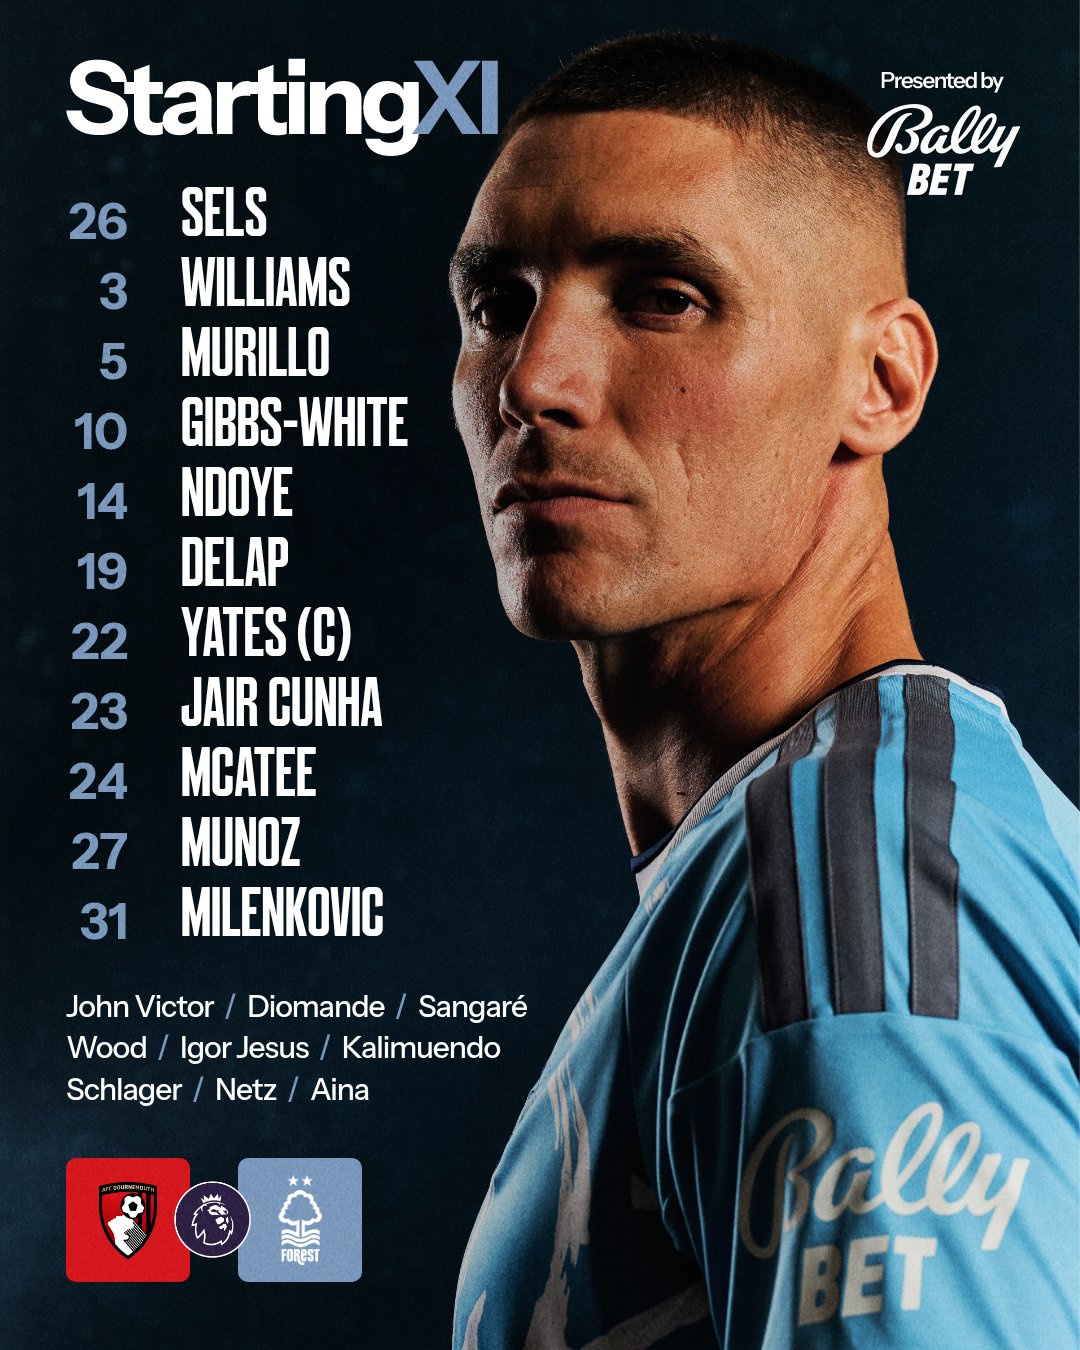 StartingXI
Presented by
Bally
BET
26 SELS
3 WILLIAMS
5 MURILLO
10 GIBBS-WHITE
14 NDOYE
19 DELAP
22 YATES (C)
23 JAIR CUNHA
24 MCATEE
27 MUNOZ
31 MILENKOVIC
John Victor / Diomande / Sangaré
Wood / Igor Jesus / Kalimuendo
Schlager / Netz / Aina
AFC BOURNEMOUTH
FOREST
Bally
BET